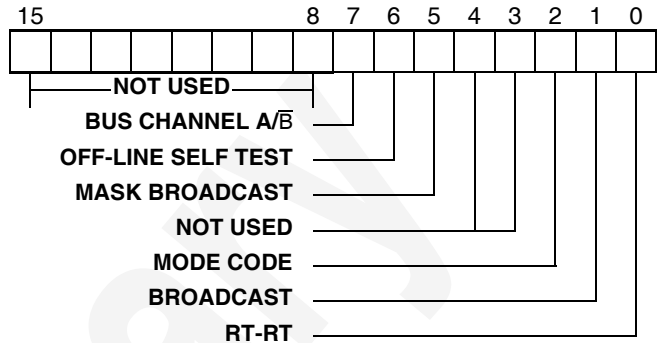 15 8 7 6 5 4 3 2 1 0
NOT USED
BUS CHANNEL A/B̅
OFF-LINE SELF TEST
MASK BROADCAST
NOT USED
MODE CODE
BROADCAST
RT-RT